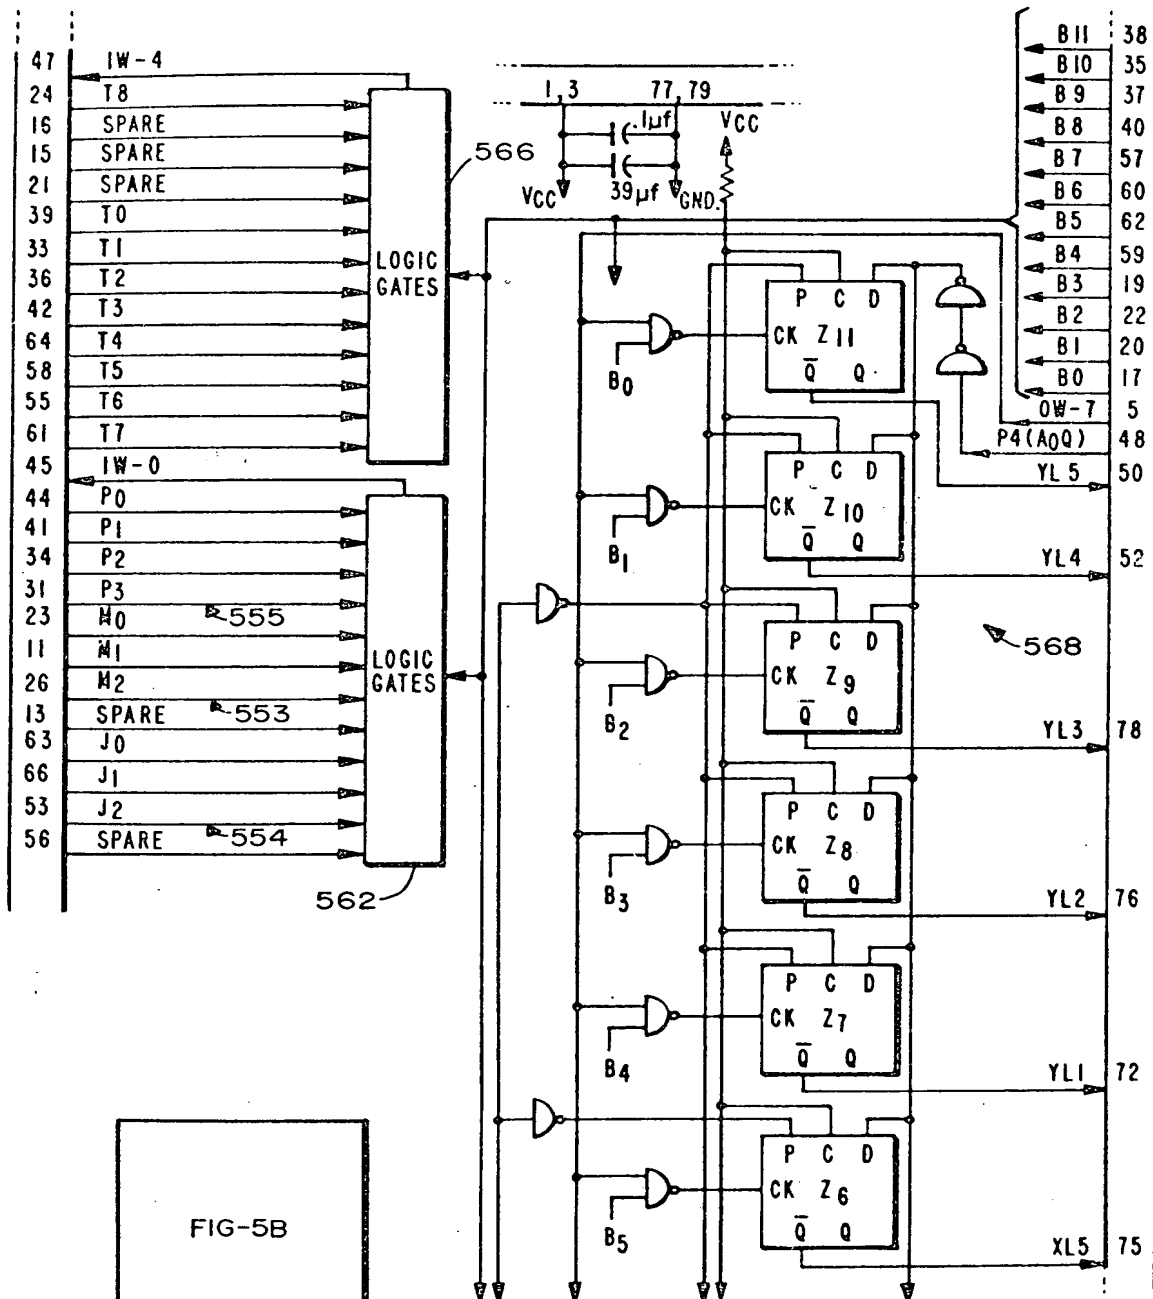 47 IW-4
24 T8
16 SPARE
15 SPARE
21 SPARE
39 T0
33 T1
36 T2
42 T3
64 T4
58 T5
55 T6
61 T7
45 IW-0
44 P0
41 P1
34 P2
31 P3
23 M0
11 M1
26 M2
13 SPARE
63 J0
66 J1
53 J2
56 SPARE
555
553
554
LOGIC
GATES
566
LOGIC
GATES
562
1,3 77,79
.1µf
39µf
VCC
GND.
VCC
B11 38
B10 35
B9 37
B8 40
B7 57
B6 60
B5 62
B4 59
B3 19
B2 22
B1 20
B0 17
OW-7 5
P4(A0Q) 48
YL5 50
YL4 52
YL3 78
YL2 76
YL1 72
XL5 75
P C D
CK Z11
Q̅ Q
B0
P C D
CK Z10
Q̅ Q
B1
P C D
CK Z9
Q̅ Q
B2
568
P C D
CK Z8
Q̅ Q
B3
P C D
CK Z7
Q̅ Q
B4
P C D
CK Z6
Q̅ Q
B5
FIG-5B